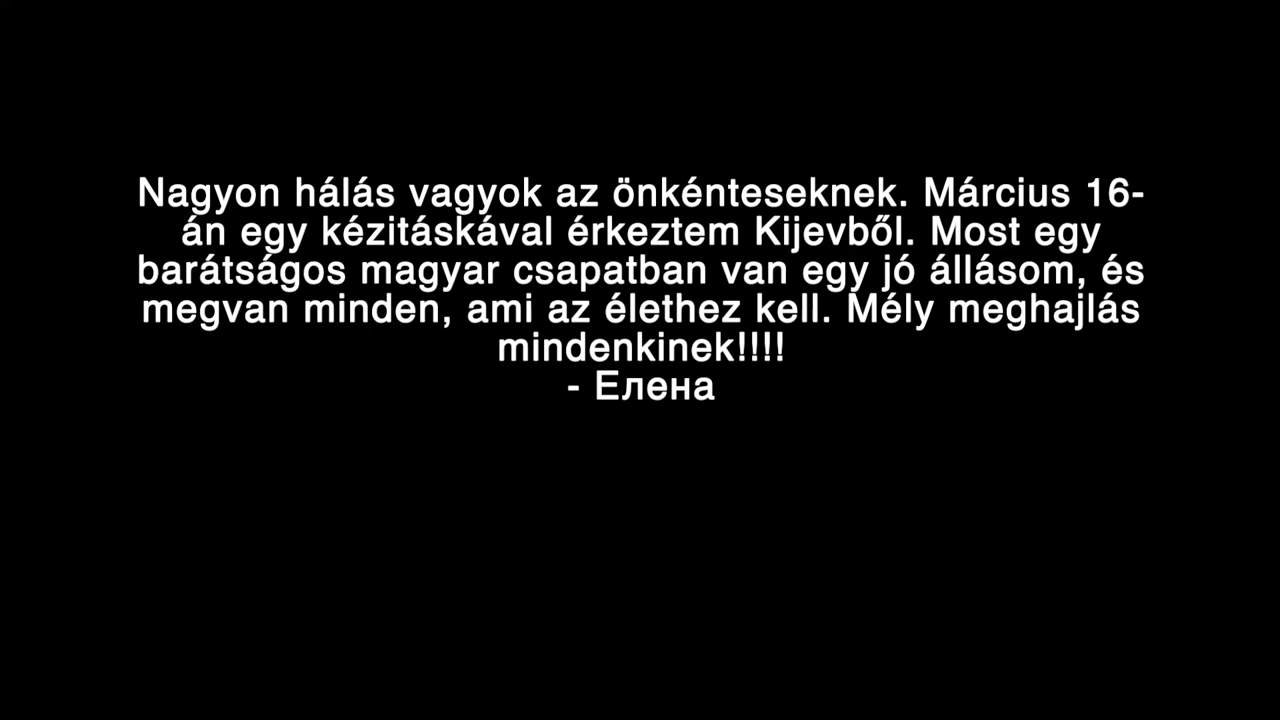 Nagyon hálás vagyok az önkénteseknek. Március 16-
án egy kézitáskával érkeztem Kijevből. Most egy
barátságos magyar csapatban van egy jó állásom, és
megvan minden, ami az élethez kell. Mély meghajlás
mindenkinek!!!!
- Елена